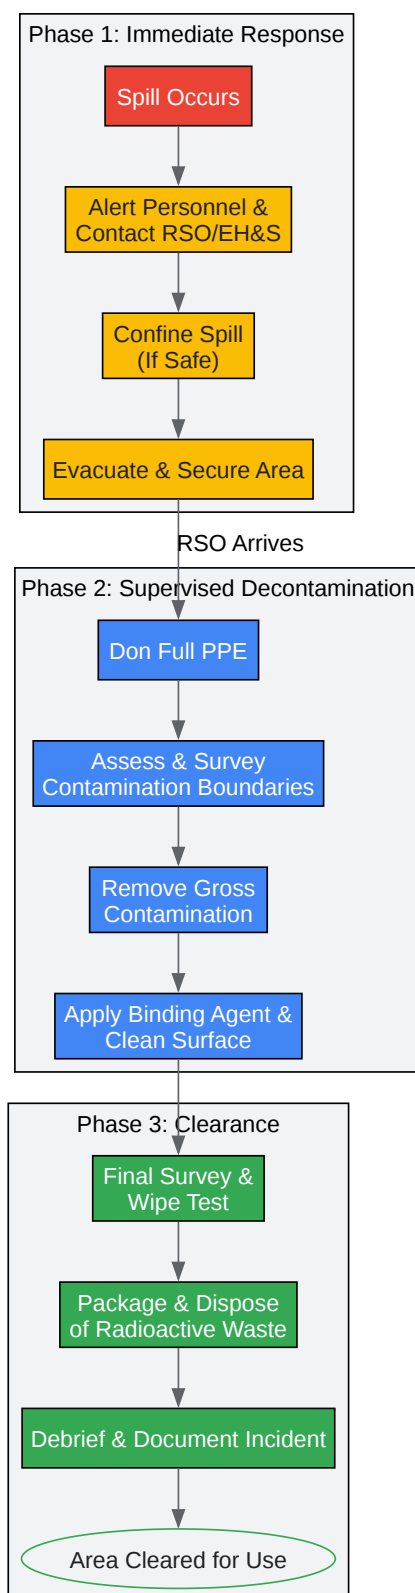 Phase 1: Immediate Response
Spill Occurs
Alert Personnel &
Contact RSO/EH&S
Confine Spill
(If Safe)
Evacuate & Secure Area
RSO Arrives
Phase 2: Supervised Decontamination
Don Full PPE
Assess & Survey
Contamination Boundaries
Remove Gross
Contamination
Apply Binding Agent &
Clean Surface
Phase 3: Clearance
Final Survey &
Wipe Test
Package & Dispose
of Radioactive Waste
Debrief & Document Incident
Area Cleared for Use